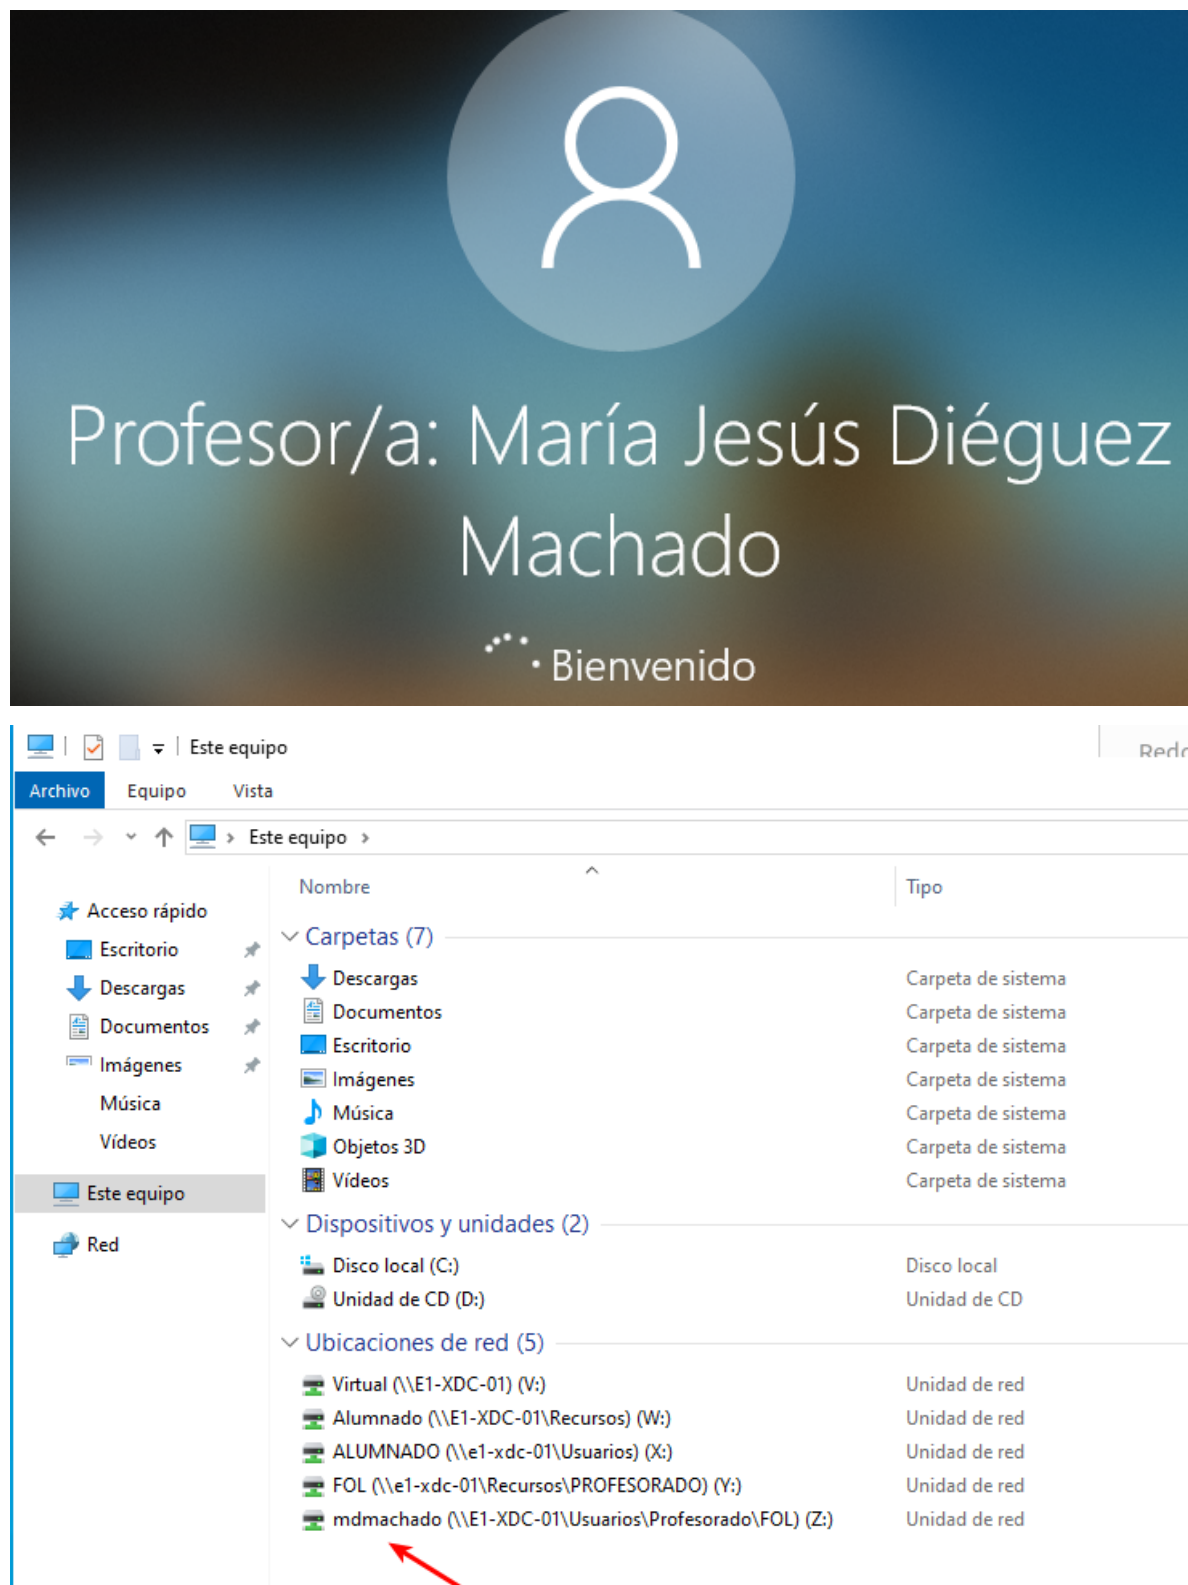 Profesor/a: María Jesús Diéguez
Machado
Bienvenido
Este equipo
Archivo Equipo Vista
Este equipo
Nombre Tipo
Acceso rápido
Escritorio
Descargas
Documentos
Imágenes
Música
Vídeos
Este equipo
Red
Carpetas (7)
Descargas Carpeta de sistema
Documentos Carpeta de sistema
Escritorio Carpeta de sistema
Imágenes Carpeta de sistema
Música Carpeta de sistema
Objetos 3D Carpeta de sistema
Vídeos Carpeta de sistema
Dispositivos y unidades (2)
Disco local (C:) Disco local
Unidad de CD (D:) Unidad de CD
Ubicaciones de red (5)
Virtual (\\E1-XDC-01) (V:) Unidad de red
Alumnado (\\E1-XDC-01\Recursos) (W:) Unidad de red
ALUMNADO (\\e1-xdc-01\Usuarios) (X:) Unidad de red
FOL (\\e1-xdc-01\Recursos\PROFESORADO) (Y:) Unidad de red
mdmachado (\\E1-XDC-01\Usuarios\Profesorado\FOL) (Z:) Unidad de red